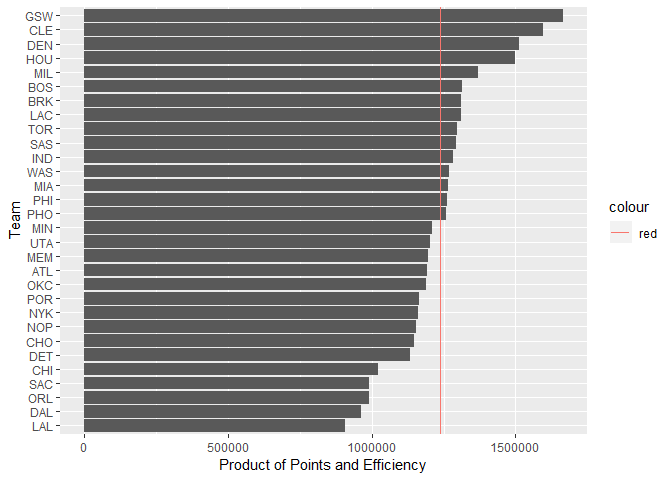 GSW
CLE
DEN
HOU
MIL
BOS
BRK
LAC
TOR
SAS
IND
WAS
MIA
PHI
PHO
MIN
UTA
MEM
ATL
OKC
POR
NYK
NOP
CHO
DET
CHI
SAC
ORL
DAL
LAL
Team
0 500000 1000000 1500000
Product of Points and Efficiency
colour
red